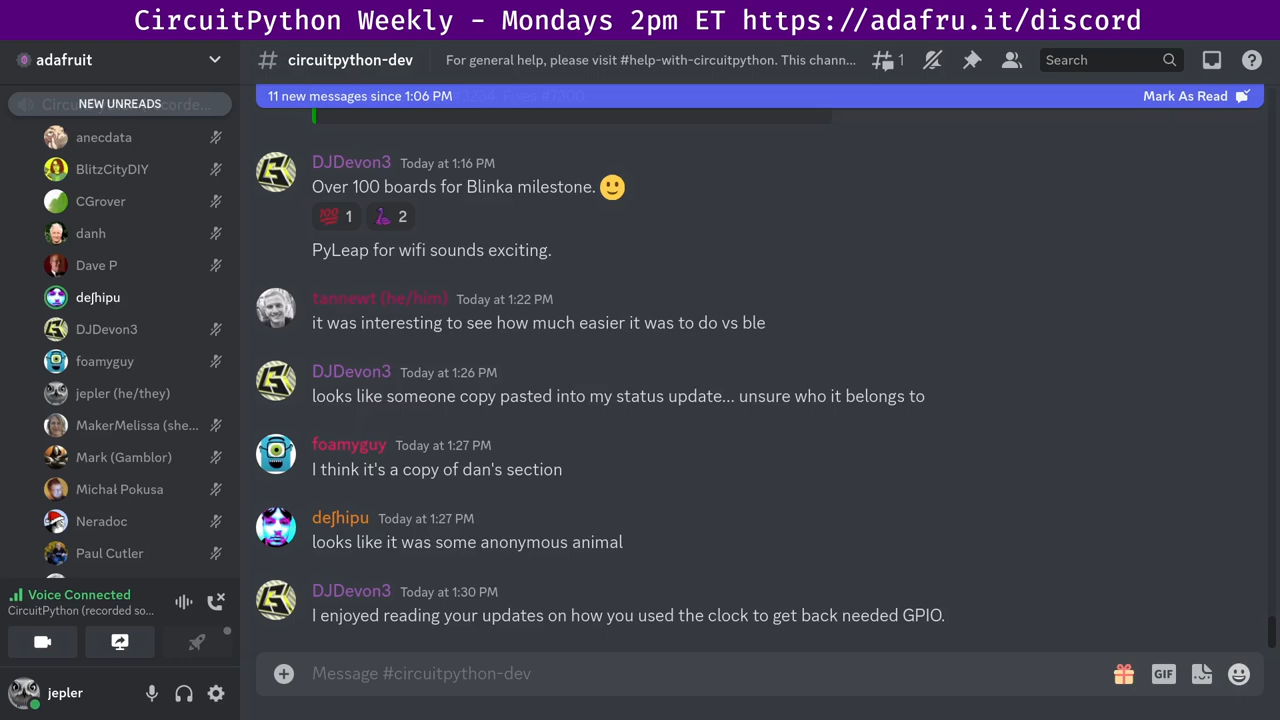 CircuitPython Weekly - Mondays 2pm ET https://adafru.it/discord
adafruit
# circuitpython-dev
For general help, please visit #help-with-circuitpython. This chann...
1
Search
NEW UNREADS
11 new messages since 1:06 PM
Mark As Read
anecdata
BlitzCityDIY
CGrover
danh
Dave P
deʃhipu
DJDevon3
foamyguy
jepler (he/they)
MakerMelissa (she...
Mark (Gamblor)
Michał Pokusa
Neradoc
Paul Cutler
Voice Connected
CircuitPython (recorded so...
jepler
DJDevon3 Today at 1:16 PM
Over 100 boards for Blinka milestone. 🙂
💯 1 2
PyLeap for wifi sounds exciting.
tannewt (he/him) Today at 1:22 PM
it was interesting to see how much easier it was to do vs ble
DJDevon3 Today at 1:26 PM
looks like someone copy pasted into my status update... unsure who it belongs to
foamyguy Today at 1:27 PM
I think it's a copy of dan's section
deʃhipu Today at 1:27 PM
looks like it was some anonymous animal
DJDevon3 Today at 1:30 PM
I enjoyed reading your updates on how you used the clock to get back needed GPIO.
Message #circuitpython-dev
GIF